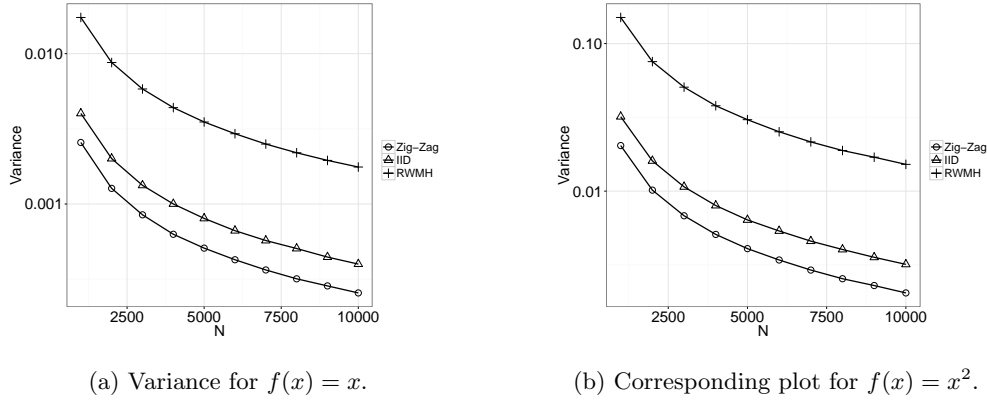 0.010
0.001
Variance
2500
5000
7500
10000
N
Zig−Zag
IID
RWMH
(a) Variance for f(x) = x.
0.10
0.01
Variance
2500
5000
7500
10000
N
Zig−Zag
IID
RWMH
(b) Corresponding plot for f(x) = x².